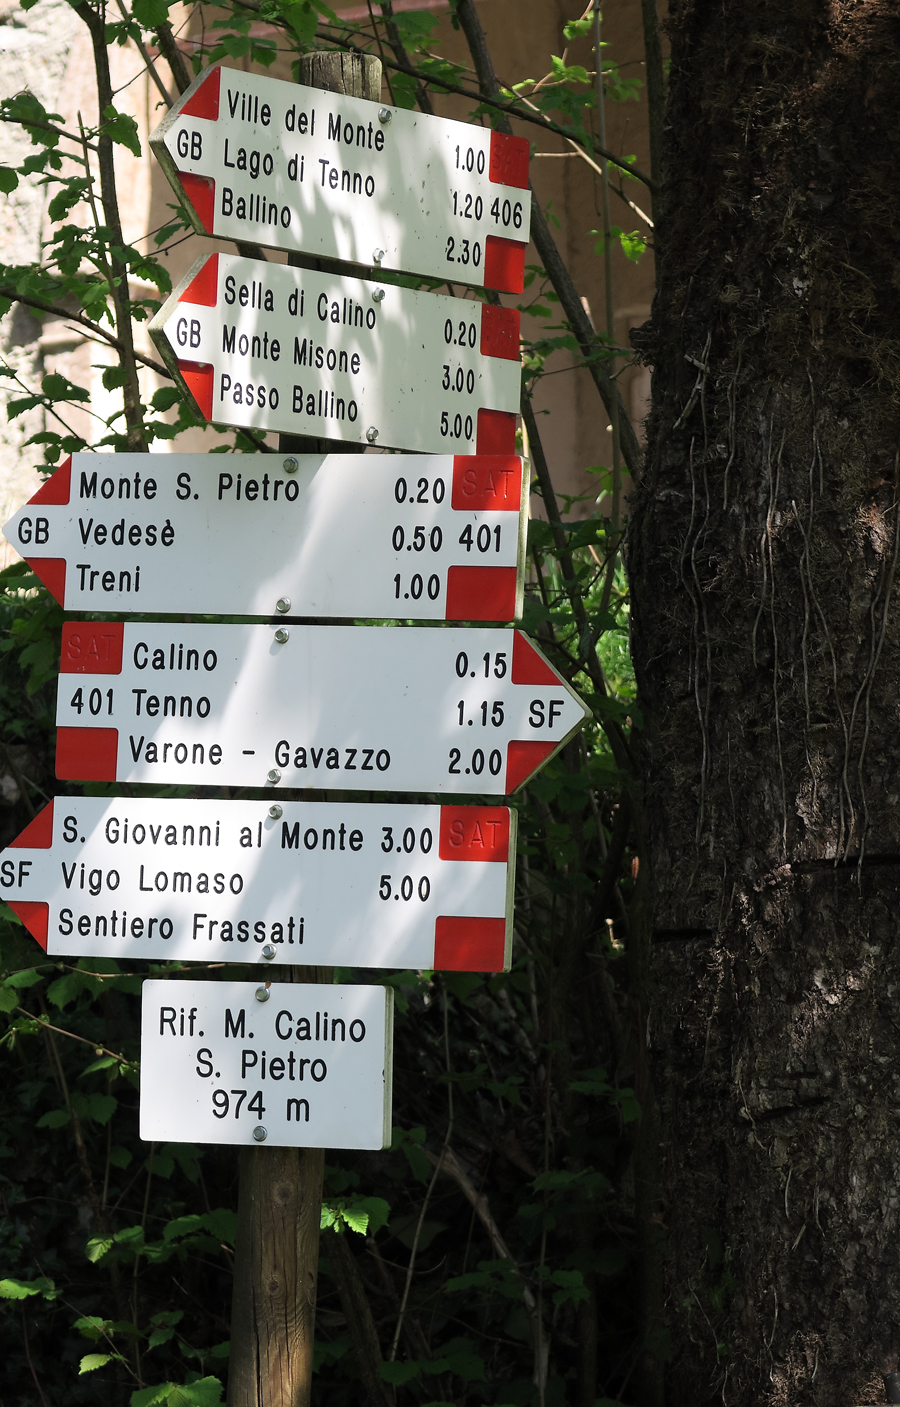 Ville del Monte 1.00 SAT
GB Lago di Tenno 1.20 406
Ballino 2.30
Sella di Calino 0.20
GB Monte Misone 3.00
Passo Ballino 5.00
Monte S. Pietro 0.20 SAT
GB Vedesè 0.50 401
Treni 1.00
SAT Calino 0.15
401 Tenno 1.15 SF
Varone - Gavazzo 2.00
S. Giovanni al Monte 3.00 SAT
SF Vigo Lomaso 5.00
Sentiero Frassati
Rif. M. Calino
S. Pietro
974 m